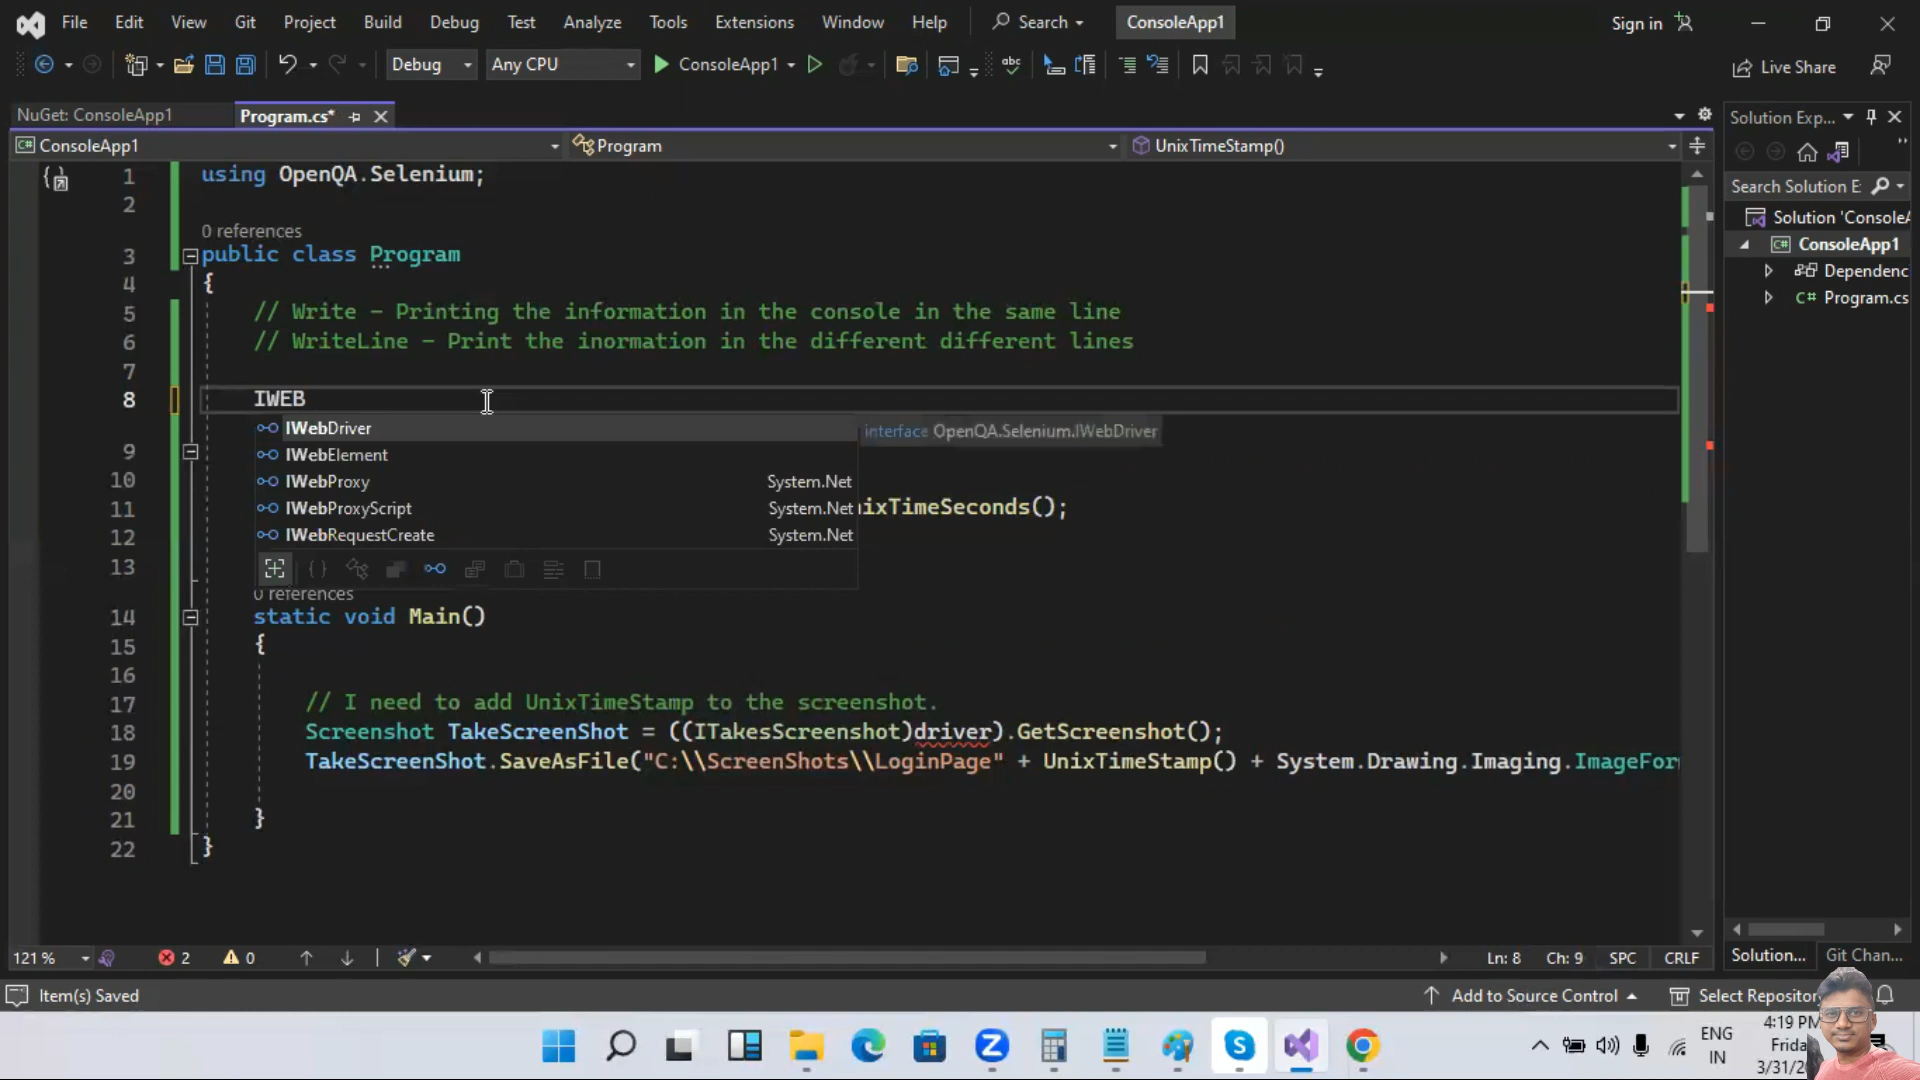 File Edit View Git Project Build Debug Test Analyze Tools Extensions Window Help Search ConsoleApp1 Sign in
Debug Any CPU ConsoleApp1 abc Live Share
NuGet: ConsoleApp1 Program.cs* Solution Exp...
C# ConsoleApp1 Program UnixTimeStamp()
Search Solution E
Solution 'ConsoleA
C# ConsoleApp1
Dependenc
C# Program.cs
1 using OpenQA.Selenium;
2
0 references
3 public class Program
4 {
5 // Write - Printing the information in the console in the same line
6 // WriteLine - Print the inormation in the different different lines
7
8 IWEB
IWebDriver interface OpenQA.Selenium.IWebDriver
9 IWebElement
10 IWebProxy System.Net
11 IWebProxyScript System.Net ixTimeSeconds();
12 IWebRequestCreate System.Net
13
0 references
14 static void Main()
15 {
16
17 // I need to add UnixTimeStamp to the screenshot.
18 Screenshot TakeScreenShot = ((ITakesScreenshot)driver).GetScreenshot();
19 TakeScreenShot.SaveAsFile("C:\\ScreenShots\\LoginPage" + UnixTimeStamp() + System.Drawing.Imaging.ImageFor
20
21 }
22 }
121 % 2 0 Ln: 8 Ch: 9 SPC CRLF Solution... Git Chan...
Item(s) Saved Add to Source Control Select Repositor
ENG
IN
4:19 PM
Friday
3/31/20